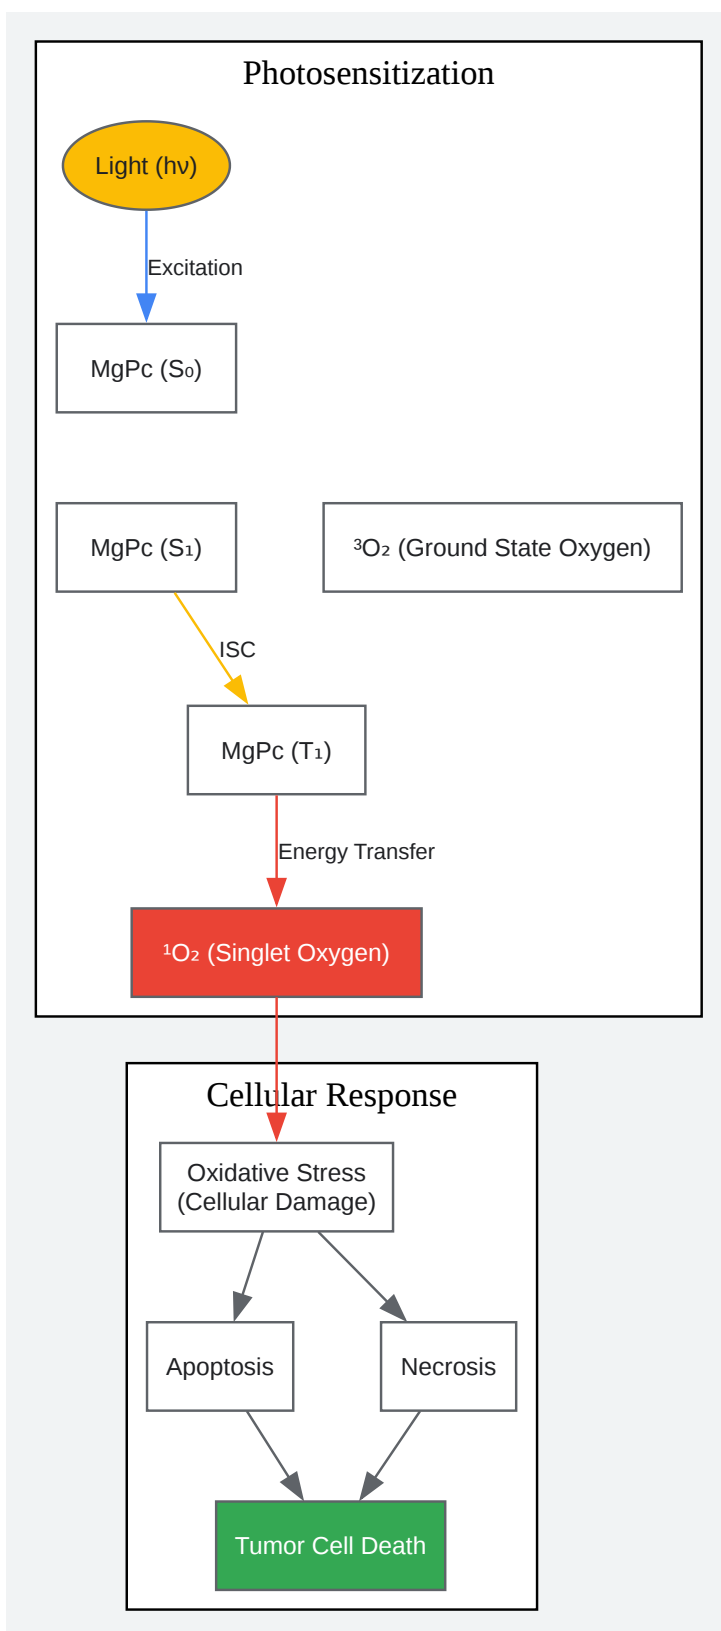 Photosensitization
Light (hν)
Excitation
MgPc (S₀)
MgPc (S₁)
³O₂ (Ground State Oxygen)
ISC
MgPc (T₁)
Energy Transfer
¹O₂ (Singlet Oxygen)
Cellular Response
Oxidative Stress
(Cellular Damage)
Apoptosis
Necrosis
Tumor Cell Death